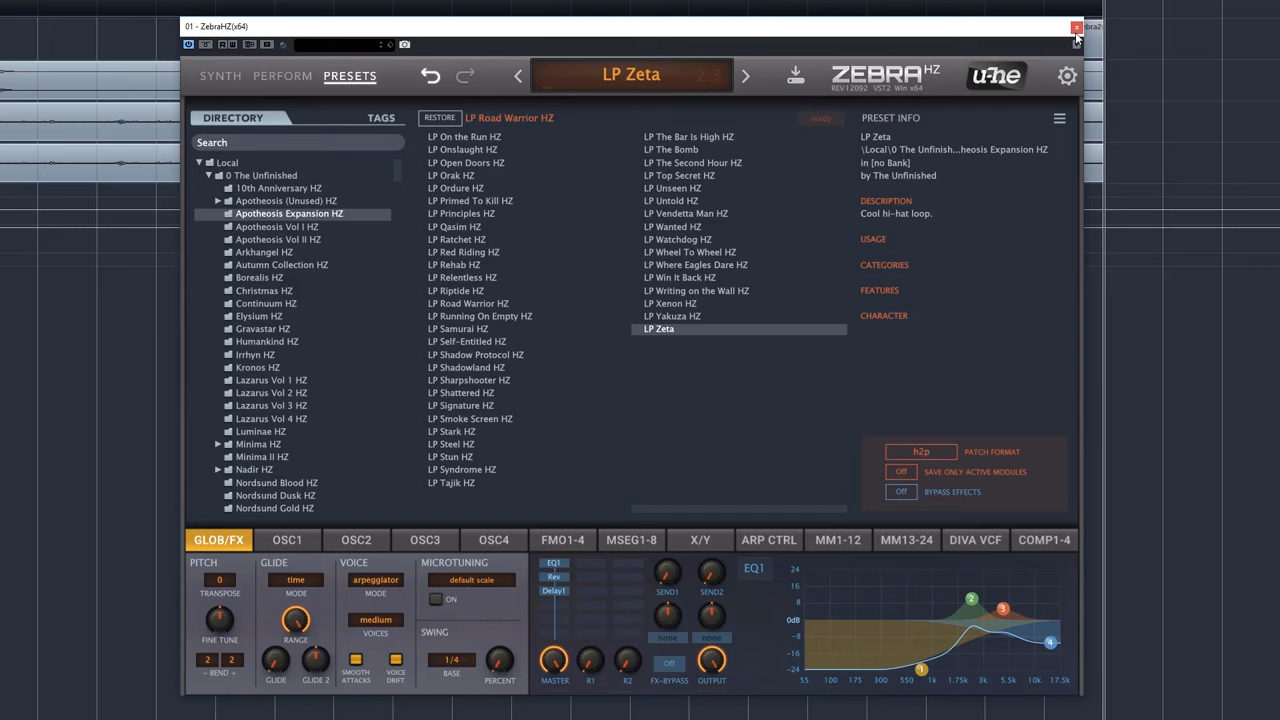 01 - ZebraHZ(x64)
SYNTH PERFORM PRESETS
LP Zeta
ZEBRA HZ
REV12092 VST2 Win x64
u-he
DIRECTORY TAGS
Search
Local
0 The Unfinished
10th Anniversary HZ
Apotheosis (Unused) HZ
Apotheosis Expansion HZ
Apotheosis Vol I HZ
Apotheosis Vol II HZ
Arkhangel HZ
Autumn Collection HZ
Borealis HZ
Christmas HZ
Continuum HZ
Elysium HZ
Gravastar HZ
Humankind HZ
Irrhyn HZ
Kronos HZ
Lazarus Vol 1 HZ
Lazarus Vol 2 HZ
Lazarus Vol 3 HZ
Lazarus Vol 4 HZ
Luminae HZ
Minima HZ
Minima II HZ
Nadir HZ
Nordsund Blood HZ
Nordsund Dusk HZ
Nordsund Gold HZ
RESTORE LP Road Warrior HZ
ready
LP On the Run HZ
LP Onslaught HZ
LP Open Doors HZ
LP Orak HZ
LP Ordure HZ
LP Primed To Kill HZ
LP Principles HZ
LP Qasim HZ
LP Ratchet HZ
LP Red Riding HZ
LP Rehab HZ
LP Relentless HZ
LP Riptide HZ
LP Road Warrior HZ
LP Running On Empty HZ
LP Samurai HZ
LP Self-Entitled HZ
LP Shadow Protocol HZ
LP Shadowland HZ
LP Sharpshooter HZ
LP Shattered HZ
LP Signature HZ
LP Smoke Screen HZ
LP Stark HZ
LP Steel HZ
LP Stun HZ
LP Syndrome HZ
LP Tajik HZ
LP The Bar Is High HZ
LP The Bomb
LP The Second Hour HZ
LP Top Secret HZ
LP Unseen HZ
LP Untold HZ
LP Vendetta Man HZ
LP Wanted HZ
LP Watchdog HZ
LP Wheel To Wheel HZ
LP Where Eagles Dare HZ
LP Win It Back HZ
LP Writing on the Wall HZ
LP Xenon HZ
LP Yakuza HZ
LP Zeta
PRESET INFO
LP Zeta
\Local\0 The Unfinish...heosis Expansion HZ
in [no Bank]
by The Unfinished
DESCRIPTION
Cool hi-hat loop.
USAGE
CATEGORIES
FEATURES
CHARACTER
h2p PATCH FORMAT
Off SAVE ONLY ACTIVE MODULES
Off BYPASS EFFECTS
GLOB/FX OSC1 OSC2 OSC3 OSC4 FMO1-4 MSEG1-8 X/Y ARP CTRL MM1-12 MM13-24 DIVA VCF COMP1-4
PITCH
0
TRANSPOSE
FINE TUNE
2 2
- BEND +
GLIDE
time
MODE
RANGE
GLIDE GLIDE 2
VOICE
arpeggiator
MODE
medium
VOICES
SMOOTH ATTACKS
VOICE DRIFT
MICROTUNING
default scale
ON
SWING
1/4
BASE PERCENT
EQ1
Rev
Delay1
MASTER R1 R2
SEND1 SEND2
none none
Off
FX-BYPASS OUTPUT
EQ1
24
16
8
0dB
-8
-16
-24
1 2 3 4
55 100 175 300 550 1k 1.75k 3k 5.5k 10k 17.5k